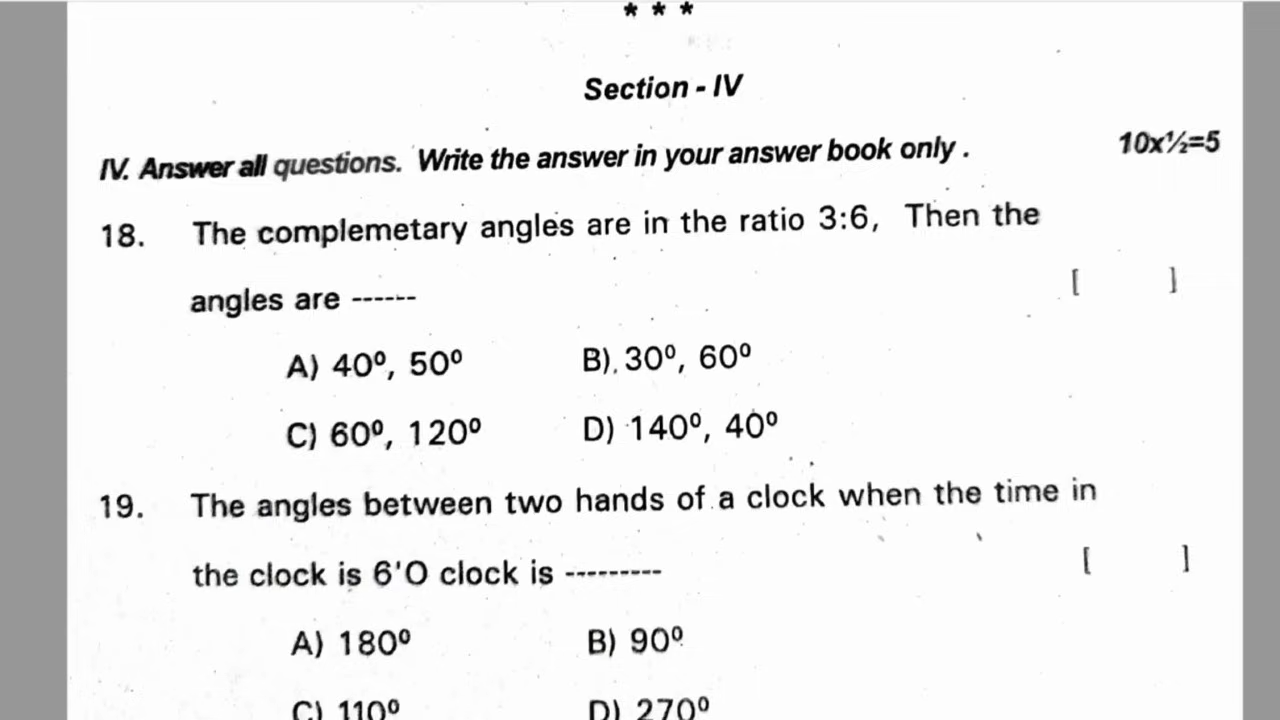 * * *
Section - IV
IV. Answer all questions. Write the answer in your answer book only . 10x½=5
18. The complemetary angles are in the ratio 3:6, Then the
angles are ------ [ ]
A) 40⁰, 50⁰ B) 30⁰, 60⁰
C) 60⁰, 120⁰ D) 140⁰, 40⁰
19. The angles between two hands of a clock when the time in
the clock is 6'O clock is --------- [ ]
A) 180⁰ B) 90⁰
C) 110⁰ D) 270⁰